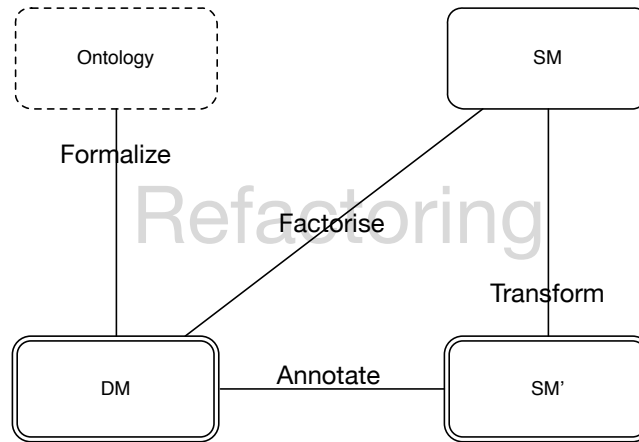 Ontology
SM
Formalize
Refactoring
Factorise
Transform
Annotate
DM
SM’